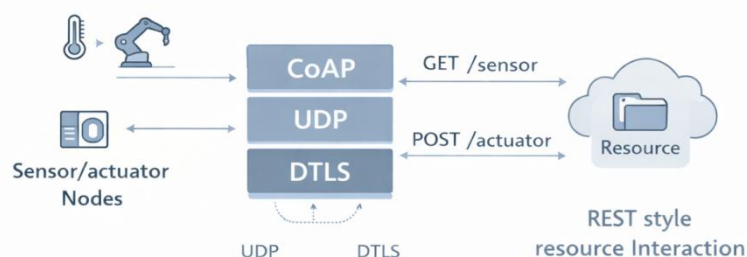 CoAP
UDP
DTLS
UDP DTLS
Sensor/actuator
Nodes
GET /sensor
POST /actuator
Resource
REST style
resource Interaction